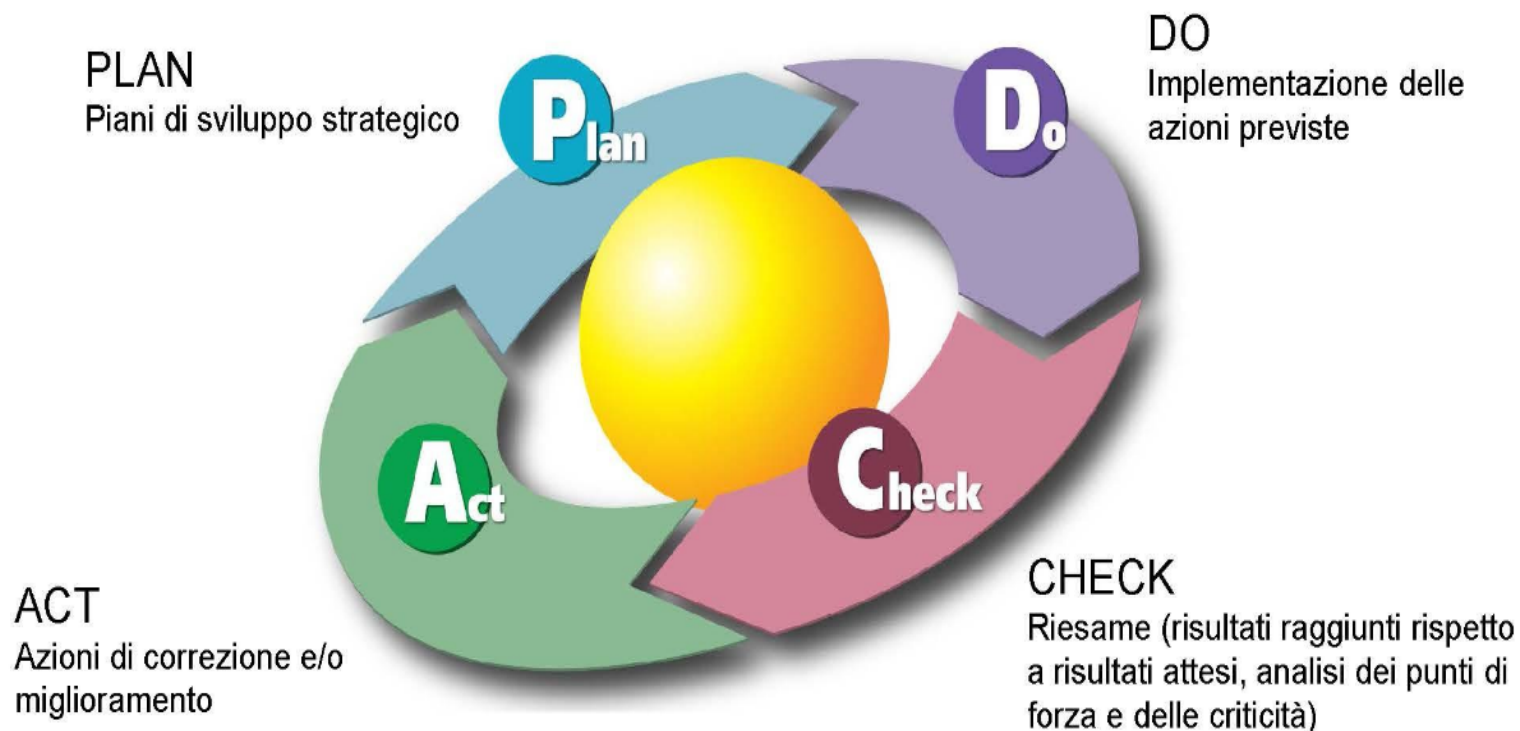 PLAN
Piani di sviluppo strategico
Plan
Do
DO
Implementazione delle
azioni previste
Act
Check
ACT
Azioni di correzione e/o
miglioramento
CHECK
Riesame (risultati raggiunti rispetto
a risultati attesi, analisi dei punti di
forza e delle criticità)